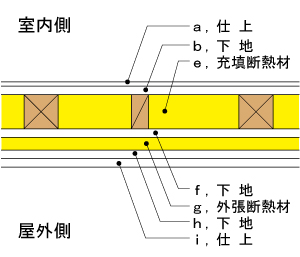 室内側
a，仕上
b，下地
e，充填断熱材
f，下地
g，外張断熱材
h，下地
i，仕上
屋外側